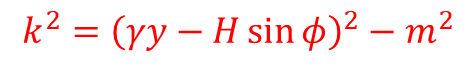 k² = (γy − H sin ϕ)² − m²